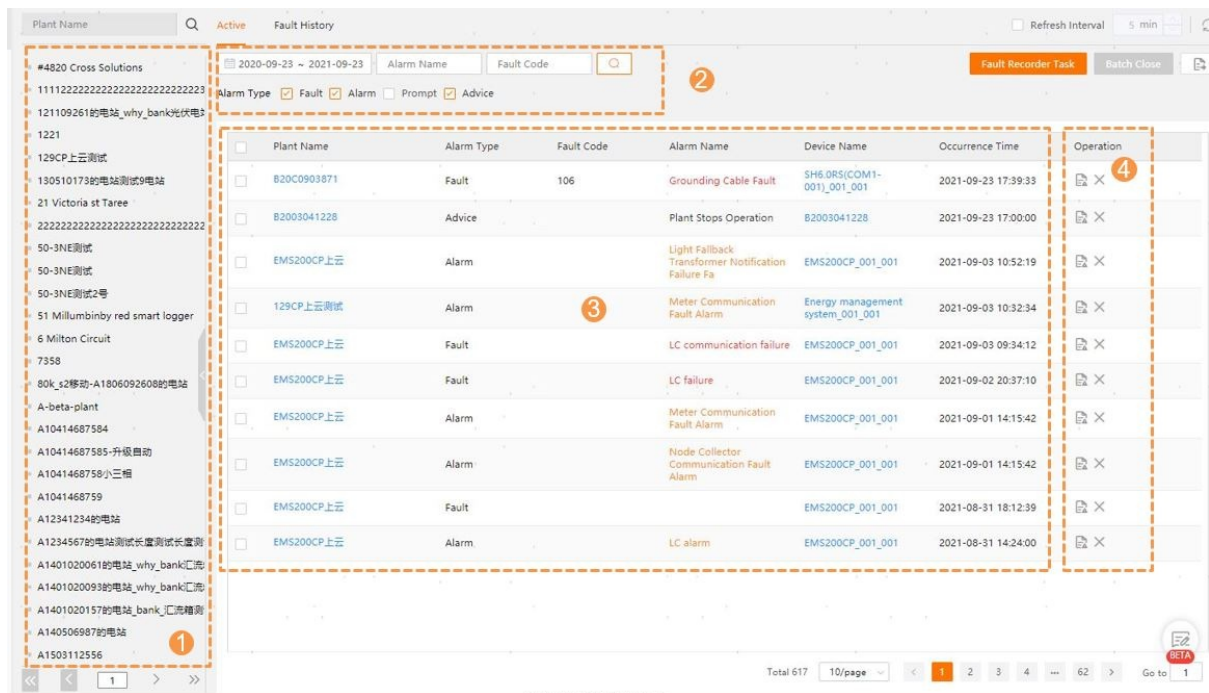 Plant Name
Active
Fault History
Refresh Interval
5 min
#4820 Cross Solutions
121109261的电站_why_bank光伏电站
1221
129CP上云测试
130510173的电站测试9电站
21 Victoria st Taree
50-3NE测试
50-3NE测试
50-3NE测试2号
51 Millumbinby red smart logger
6 Milton Circuit
7358
80k_s2移动-A1806092608的电站
A-beta-plant
A10414687584
A10414687585-升级自动
A1041468758小三相
A1041468759
A12341234的电站
A1234567的电站测试长度测试长度测
A1401020061的电站_why_bank汇流
A1401020093的电站_why_bank汇流
A1401020157的电站_bank_汇流箱测
A140506987的电站
A1503112556
1
1
2020-09-23 ~ 2021-09-23
Alarm Name
Fault Code
2
Fault Recorder Task
Batch Close
Alarm Type Fault Alarm Prompt Advice
Plant Name Alarm Type Fault Code Alarm Name Device Name Occurrence Time Operation
4
B20C0903871 Fault 106 Grounding Cable Fault SH6.0RS(COM1-
001)_001_001 2021-09-23 17:39:33
B2003041228 Advice Plant Stops Operation B2003041228 2021-09-23 17:00:00
EMS200CP上云 Alarm Light Fallback
Transformer Notification
Failure Fa EMS200CP_001_001 2021-09-03 10:52:19
129CP上云测试 Alarm Meter Communication
Fault Alarm Energy management
system_001_001 2021-09-03 10:32:34
3
EMS200CP上云 Fault LC communication failure EMS200CP_001_001 2021-09-03 09:34:12
EMS200CP上云 Fault LC failure EMS200CP_001_001 2021-09-02 20:37:10
EMS200CP上云 Alarm Meter Communication
Fault Alarm EMS200CP_001_001 2021-09-01 14:15:42
EMS200CP上云 Alarm Node Collector
Communication Fault
Alarm EMS200CP_001_001 2021-09-01 14:15:42
EMS200CP上云 Fault EMS200CP_001_001 2021-08-31 18:12:39
EMS200CP上云 Alarm LC alarm EMS200CP_001_001 2021-08-31 14:24:00
BETA
Total 617 10/page < 1 2 3 4 ... 62 > Go to 1